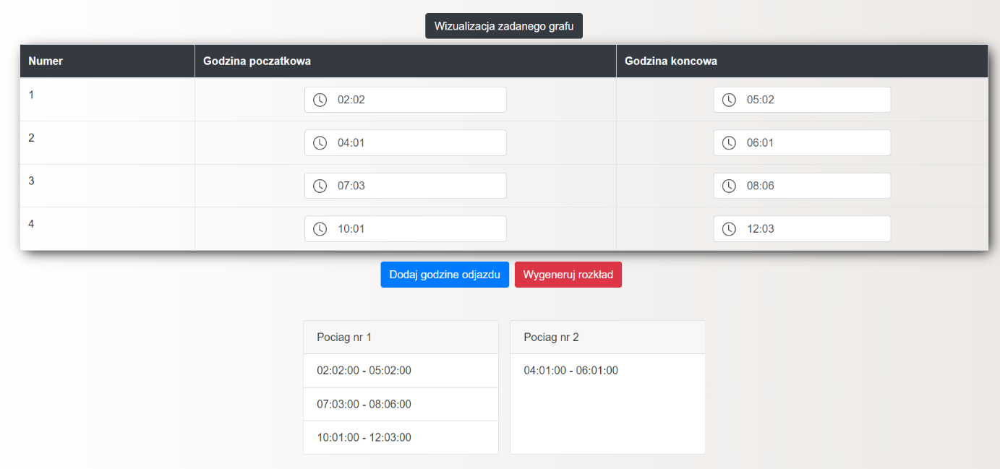 Wizualizacja zadanego grafu
Numer Godzina poczatkowa Godzina koncowa
1 02:02 05:02
2 04:01 06:01
3 07:03 08:06
4 10:01 12:03
Dodaj godzine odjazdu Wygeneruj rozkład
Pociag nr 1 Pociag nr 2
02:02:00 - 05:02:00 04:01:00 - 06:01:00
07:03:00 - 08:06:00
10:01:00 - 12:03:00